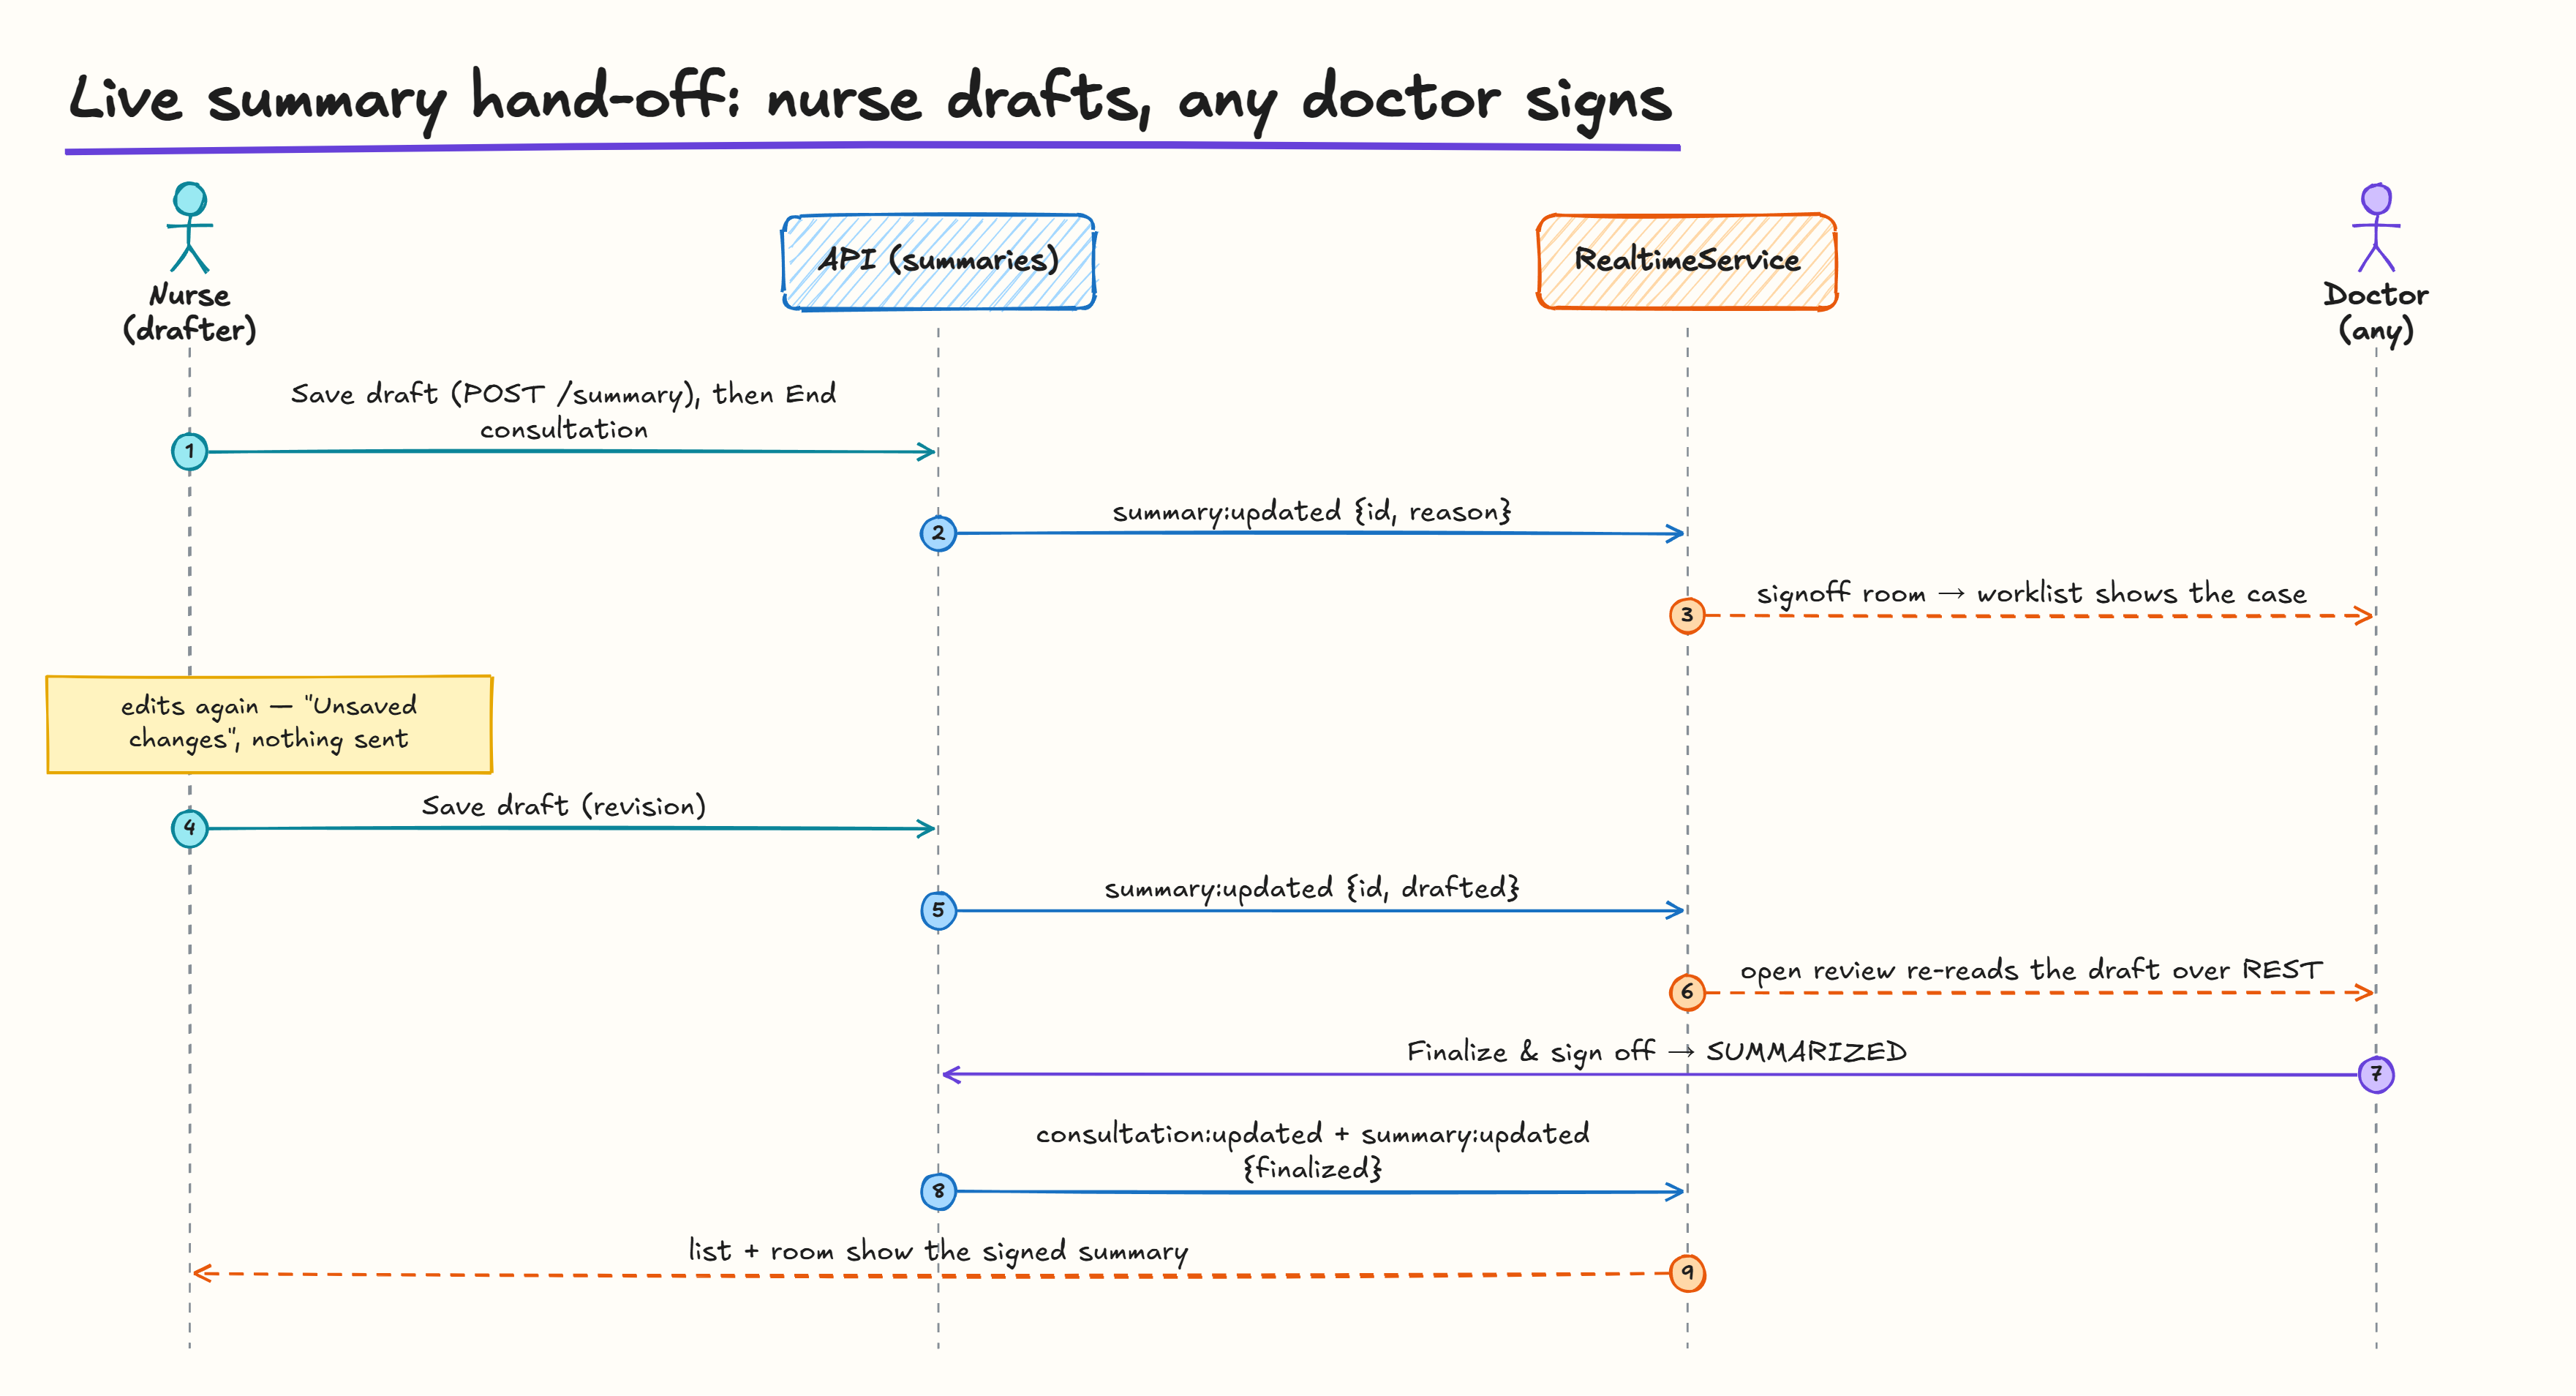 Live summary hand-off: nurse drafts, any doctor signs
Nurse
(drafter)
API (summaries)
RealtimeService
Doctor
(any)
Save draft (POST /summary), then End
consultation
1
summary:updated {id, reason}
2
signoff room → worklist shows the case
3
edits again — "Unsaved
changes", nothing sent
Save draft (revision)
4
summary:updated {id, drafted}
5
open review re-reads the draft over REST
6
Finalize & sign off → SUMMARIZED
7
consultation:updated + summary:updated
{finalized}
8
list + room show the signed summary
9